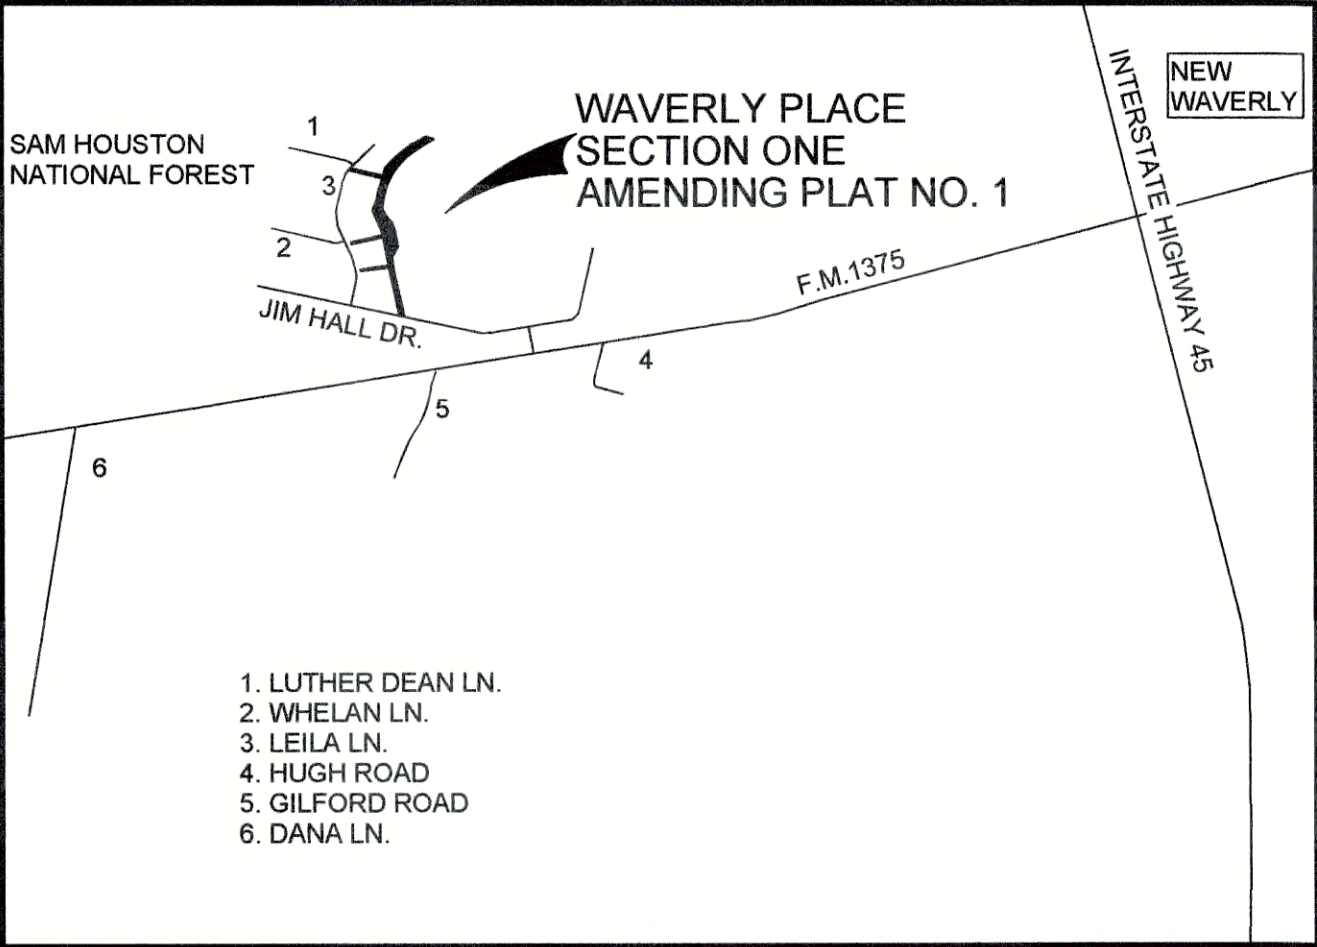 NEW
WAVERLY
INTERSTATE HIGHWAY 45
WAVERLY PLACE
SECTION ONE
AMENDING PLAT NO. 1
SAM HOUSTON
NATIONAL FOREST
1
3
2
F.M.1375
JIM HALL DR.
4
5
6
1. LUTHER DEAN LN.
2. WHELAN LN.
3. LEILA LN.
4. HUGH ROAD
5. GILFORD ROAD
6. DANA LN.